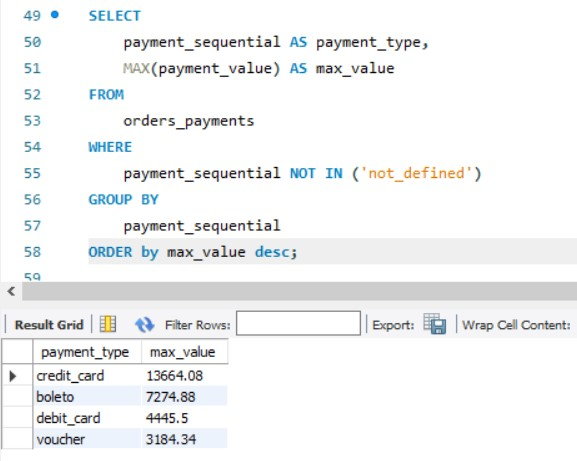 49 SELECT
50 payment_sequential AS payment_type,
51 MAX(payment_value) AS max_value
52 FROM
53 orders_payments
54 WHERE
55 payment_sequential NOT IN ('not_defined')
56 GROUP BY
57 payment_sequential
58 ORDER by max_value desc;
59
Result Grid Filter Rows: Export: Wrap Cell Content:
payment_type max_value
credit_card 13664.08
boleto 7274.88
debit_card 4445.5
voucher 3184.34